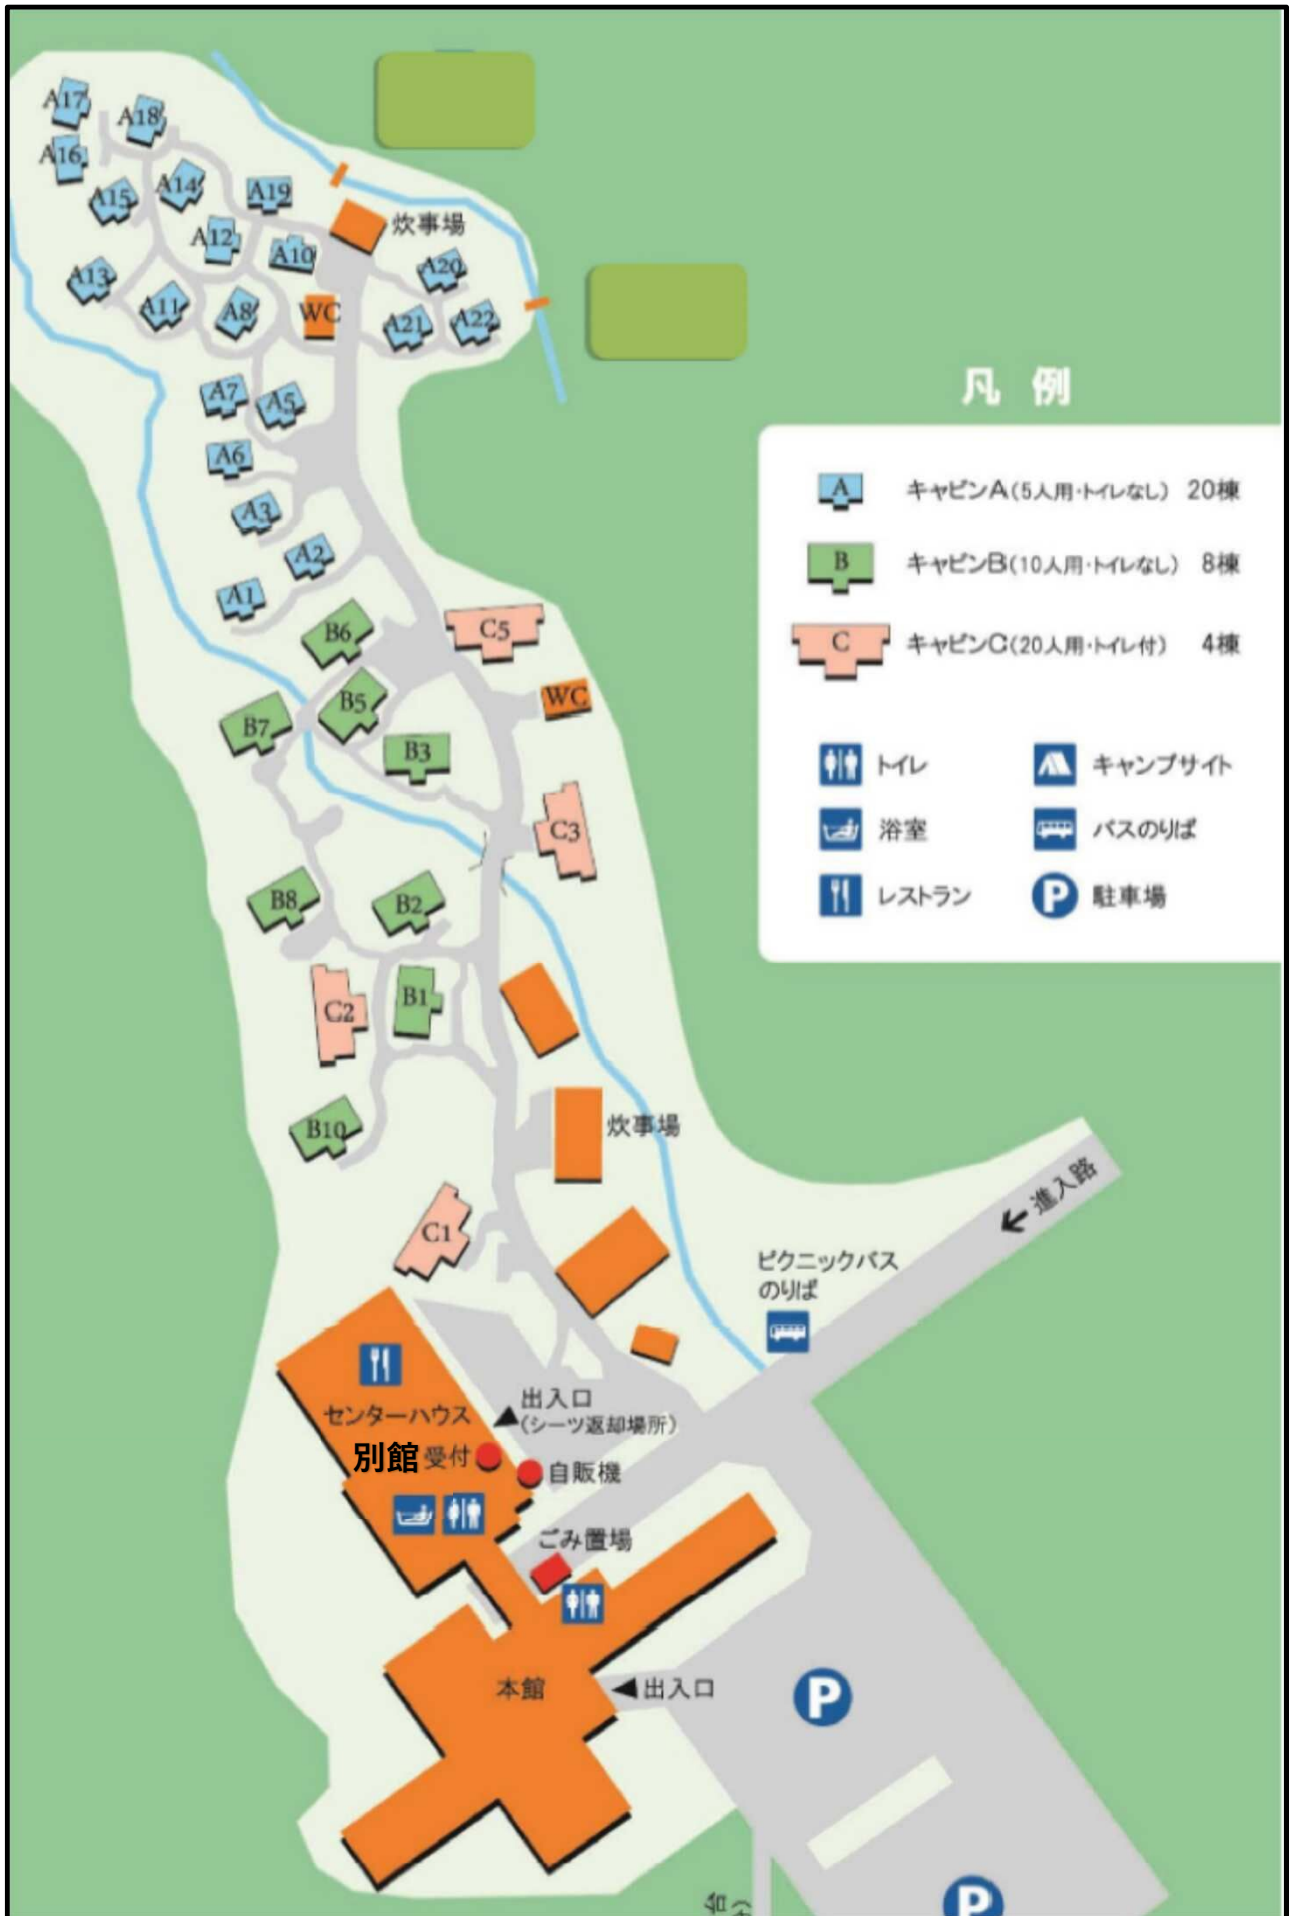 A17
A18
A16
A14
A15
A19
A12
A10
炊事場
A20
A13
A11
A8
WC
A21
A22
A7
A5
A6
A3
A2
A1
凡 例
A キャビンA(5人用・トイレなし) 20棟
B キャビンB(10人用・トイレなし) 8棟
C キャビンC(20人用・トイレ付) 4棟
トイレ
キャンプサイト
浴室
バスのりば
レストラン
P 駐車場
B6
C5
B5
WC
B7
B3
C3
B8
B2
C2
B1
B10
炊事場
C1
←進入路
ピクニックバス
のりば
センターハウス
別館 受付
出入口
(シーツ返却場所)
自販機
ごみ置場
本館
出入口
P
P